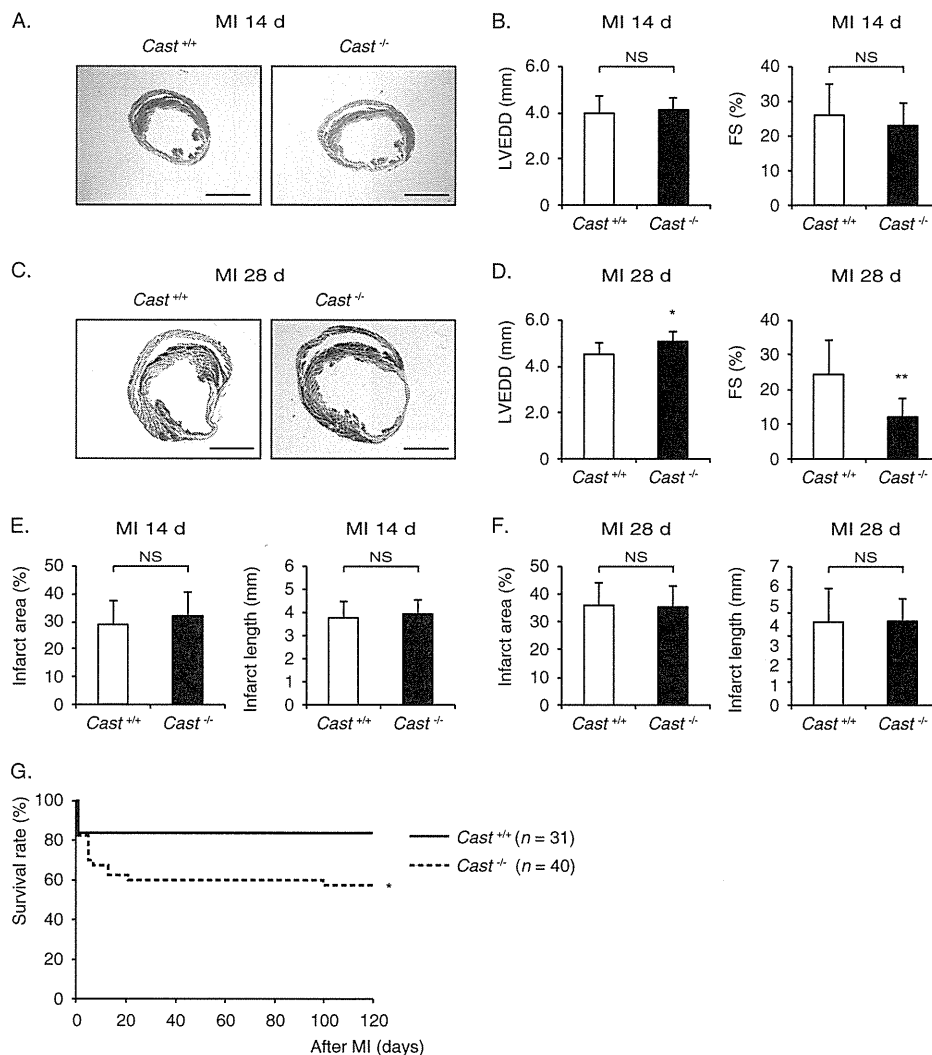 A.
MI 14 d
Cast +/+
Cast -/-
B.
MI 14 d
LVEDD (mm)
6.0
4.0
2.0
0
NS
Cast +/+
Cast -/-
MI 14 d
FS (%)
40
30
20
10
0
NS
Cast +/+
Cast -/-
C.
MI 28 d
Cast +/+
Cast -/-
D.
MI 28 d
LVEDD (mm)
6.0
4.0
2.0
0
*
Cast +/+
Cast -/-
MI 28 d
FS (%)
40
30
20
10
0
**
Cast +/+
Cast -/-
E.
MI 14 d
Infarct area (%)
50
40
30
20
10
0
NS
Cast +/+
Cast -/-
MI 14 d
Infarct length (mm)
6
5
4
3
2
1
0
NS
Cast +/+
Cast -/-
F.
MI 28 d
Infarct area (%)
50
40
30
20
10
0
NS
Cast +/+
Cast -/-
MI 28 d
Infarct length (mm)
7
6
5
4
3
2
1
0
NS
Cast +/+
Cast -/-
G.
Survival rate (%)
100
80
60
40
20
0
0 20 40 60 80 100 120
After MI (days)
*
Cast +/+ (n = 31)
Cast -/- (n = 40)